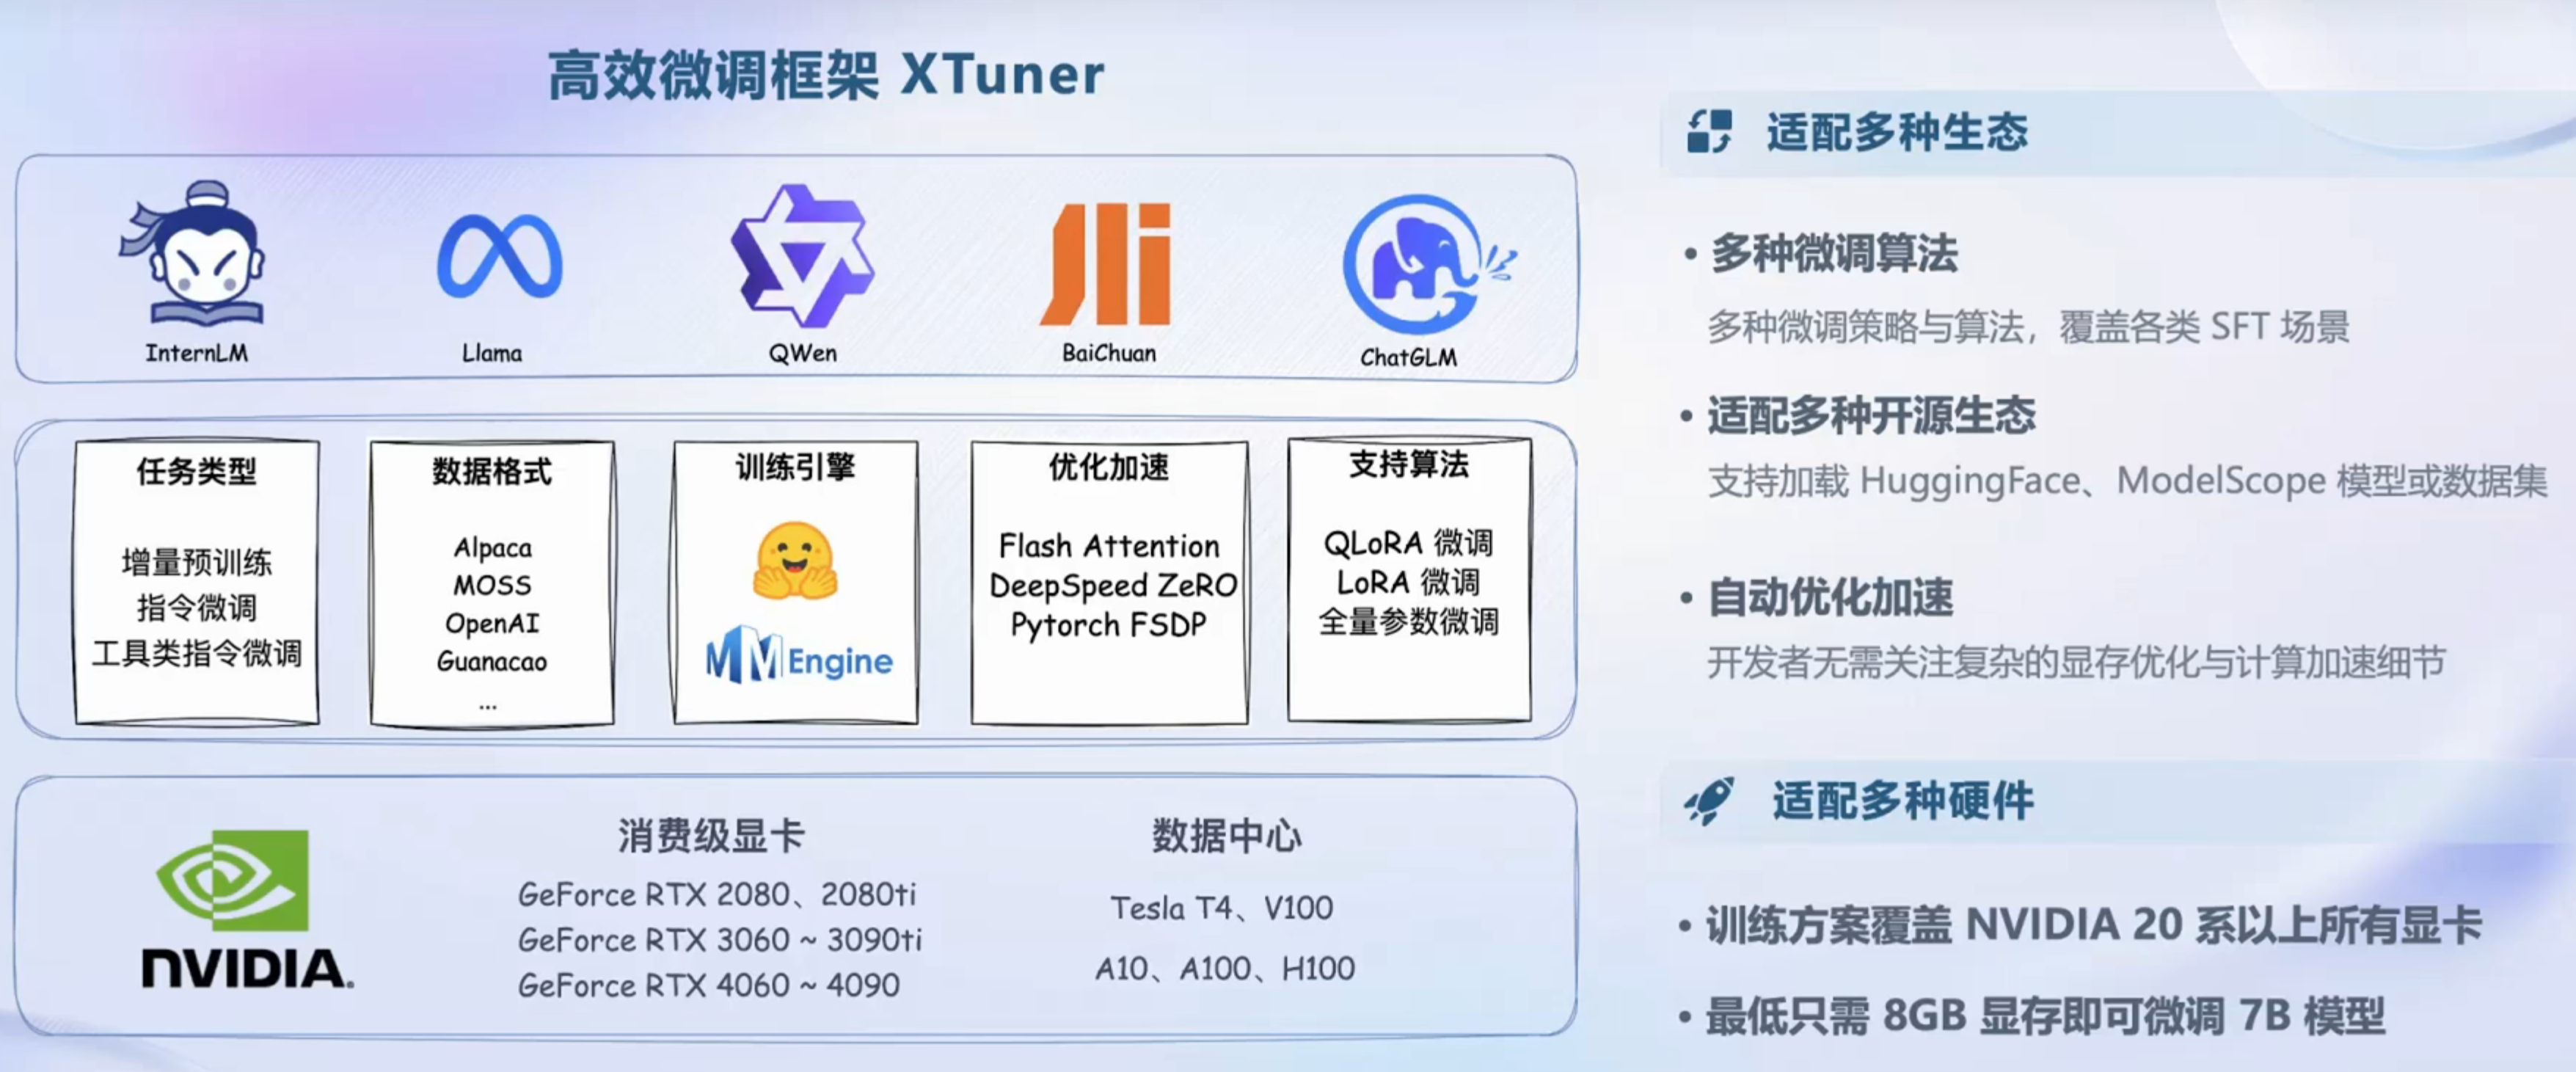 高效微调框架 XTuner
InternLM
Llama
QWen
BaiChuan
ChatGLM
任务类型
增量预训练
指令微调
工具类指令微调
数据格式
Alpaca
MOSS
OpenAI
Guanacao
...
训练引擎
MMEngine
优化加速
Flash Attention
DeepSpeed ZeRO
Pytorch FSDP
支持算法
QLoRA 微调
LoRA 微调
全量参数微调
nVIDIA.
消费级显卡
GeForce RTX 2080、2080ti
GeForce RTX 3060 ~ 3090ti
GeForce RTX 4060 ~ 4090
数据中心
Tesla T4、V100
A10、A100、H100
适配多种生态
• 多种微调算法
多种微调策略与算法，覆盖各类 SFT 场景
• 适配多种开源生态
支持加载 HuggingFace、ModelScope 模型或数据集
• 自动优化加速
开发者无需关注复杂的显存优化与计算加速细节
适配多种硬件
• 训练方案覆盖 NVIDIA 20 系以上所有显卡
• 最低只需 8GB 显存即可微调 7B 模型